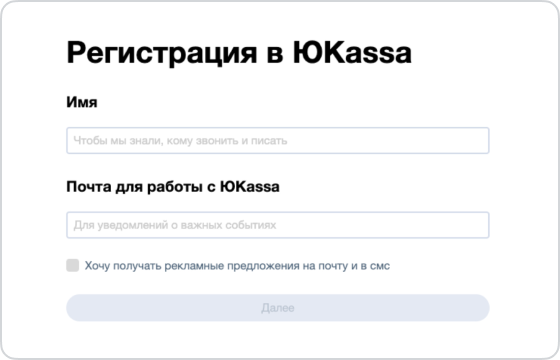 Регистрация в ЮKassa
Имя
Чтобы мы знали, кому звонить и писать
Почта для работы с ЮKassa
Для уведомлений о важных событиях
Хочу получать рекламные предложения на почту и в смс
Далее